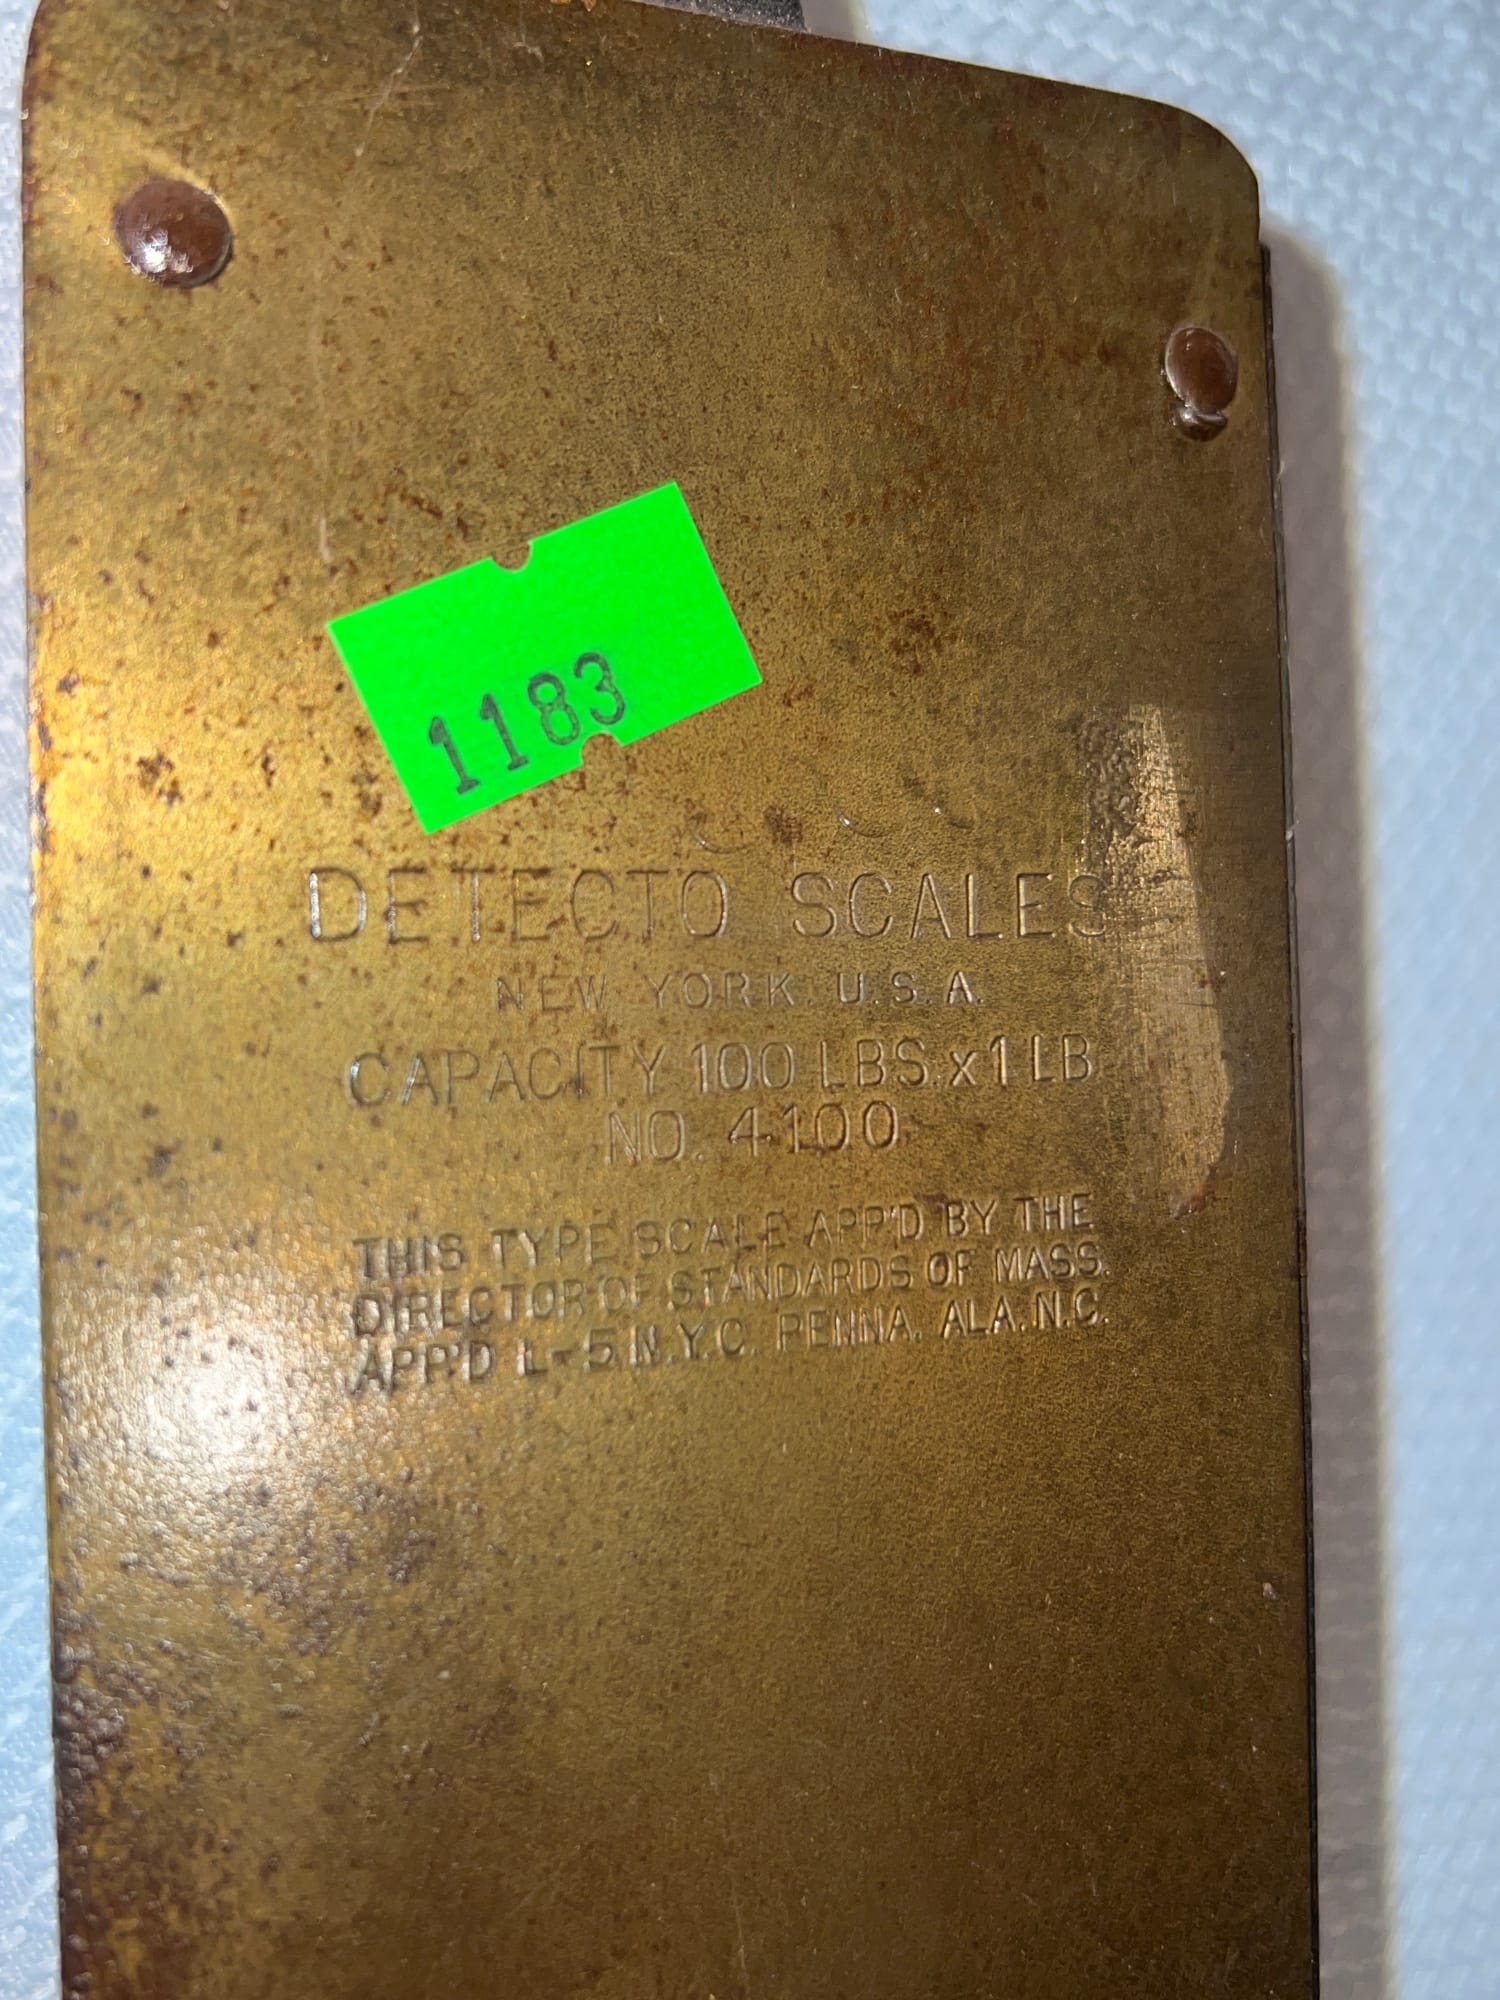 1183
DETECTO SCALES
NEW YORK. U.S.A.
CAPACITY 100 LBS. x 1 LB
NO. 4100
THIS TYPE SCALE APP'D BY THE
DIRECTOR OF STANDARDS OF MASS.
APP'D L-5 N.Y.C. PENNA. ALA. N.C.